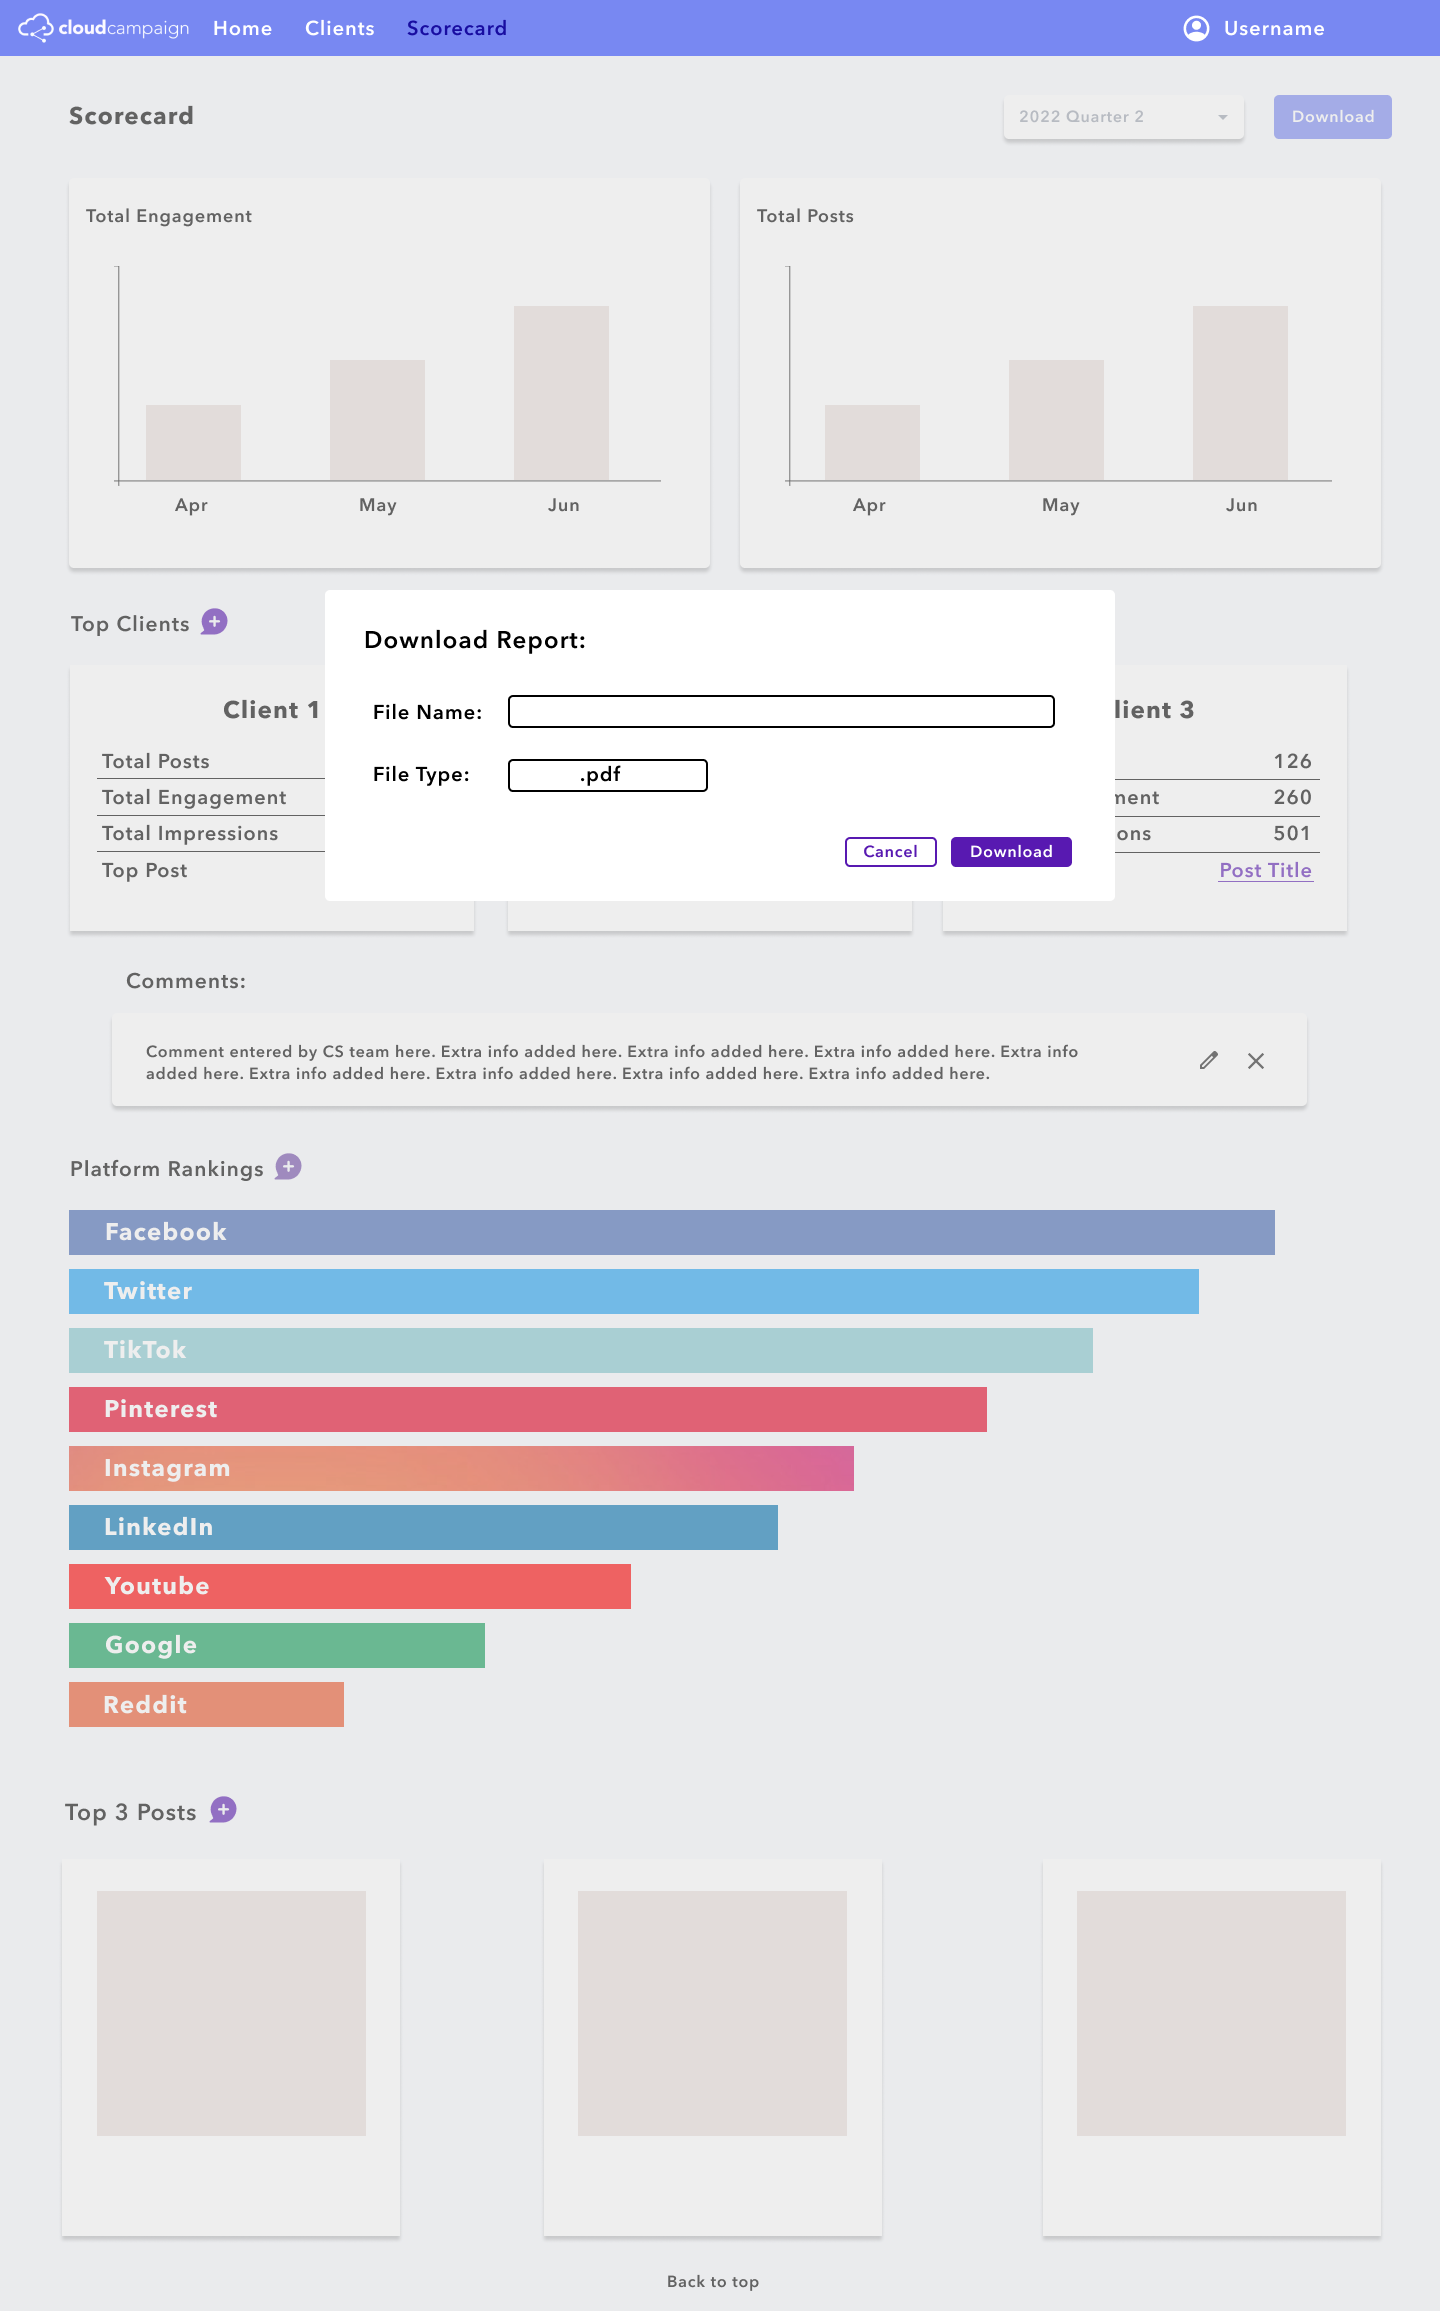 cloudcampaign Home Clients Scorecard Username
Scorecard
2022 Quarter 2 Download
Total Engagement
Apr May Jun
Total Posts
Apr May Jun
Top Clients
Client 1
Total Posts
Total Engagement
Total Impressions
Top Post
Download Report:
File Name:
File Type: .pdf
Cancel Download
lient 3
126
ment 260
ons 501
Post Title
Comments:
Comment entered by CS team here. Extra info added here. Extra info added here. Extra info added here. Extra info
added here. Extra info added here. Extra info added here. Extra info added here. Extra info added here.
Platform Rankings
Facebook
Twitter
TikTok
Pinterest
Instagram
LinkedIn
Youtube
Google
Reddit
Top 3 Posts
Back to top